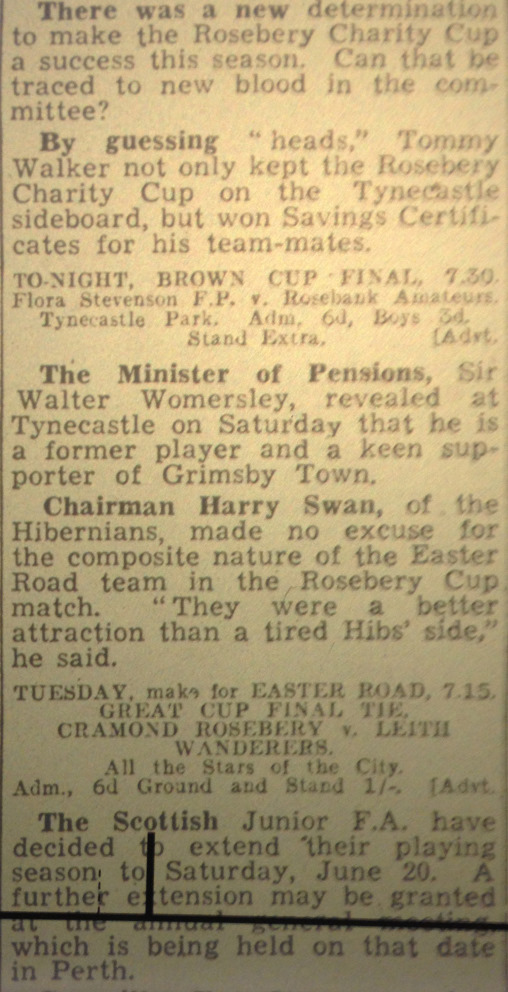 There was a new determination
to make the Rosebery Charity Cup
a success this season. Can that be
traced to new blood in the com-
mittee?
By guessing "heads," Tommy
Walker not only kept the Rosebery
Charity Cup on the Tynecastle
sideboard, but won Savings Certifi-
cates for his team-mates.
TO-NIGHT, BROWN CUP FINAL, 7.30.
Flora Stevenson F.P. v. Rosebank Amateurs.
Tynecastle Park. Adm. 6d, Boys 3d.
Stand Extra. [Advt.
The Minister of Pensions, Sir
Walter Womersley, revealed at
Tynecastle on Saturday that he is
a former player and a keen sup-
porter of Grimsby Town.
Chairman Harry Swan, of the
Hibernians, made no excuse for
the composite nature of the Easter
Road team in the Rosebery Cup
match. "They were a better
attraction than a tired Hibs' side,"
he said.
TUESDAY, make for EASTER ROAD, 7.15.
GREAT CUP FINAL TIE.
CRAMOND ROSEBERY v. LEITH
WANDERERS.
All the Stars of the City.
Adm., 6d Ground and Stand 1/-. [Advt.
The Scottish Junior F.A. have
decided to extend their playing
season to Saturday, June 20. A
further extension may be granted
at the annual general meeting,
which is being held on that date
in Perth.